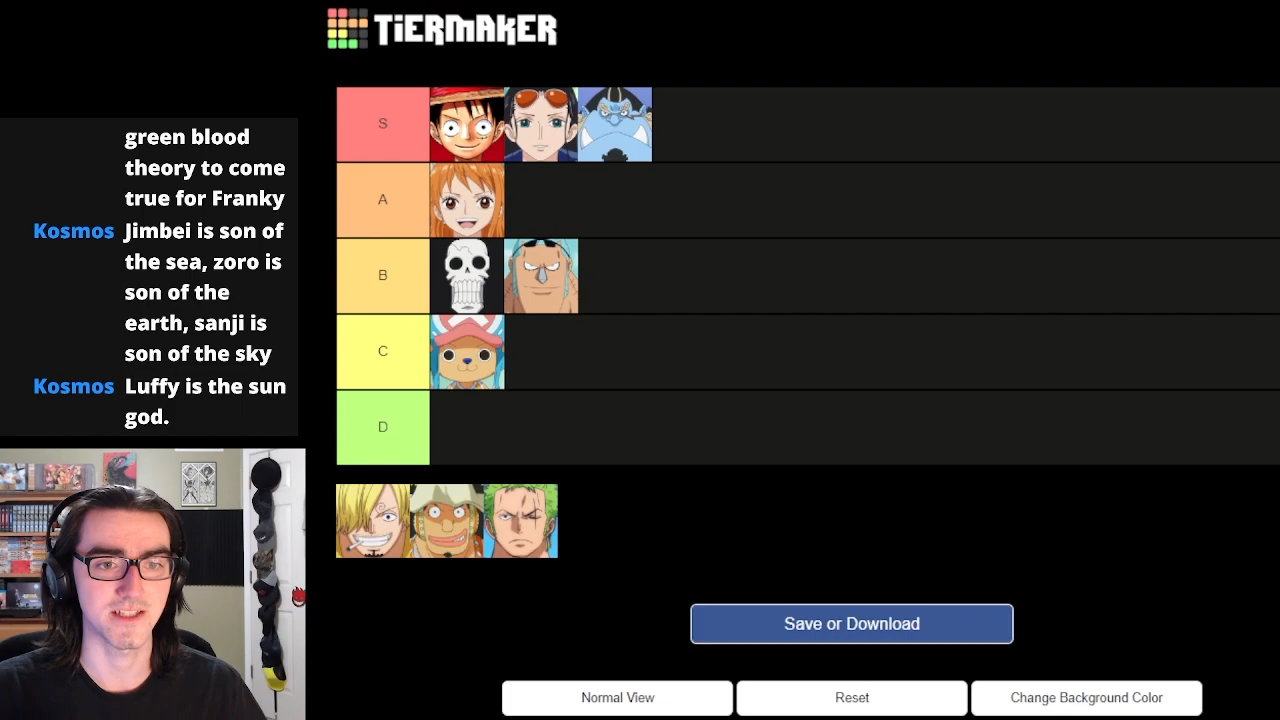 TiERMAKER
green blood
theory to come
true for Franky
Kosmos Jimbei is son of
the sea, zoro is
son of the
earth, sanji is
son of the sky
Kosmos Luffy is the sun
god.
S
A
B
C
D
Save or Download
Normal View
Reset
Change Background Color